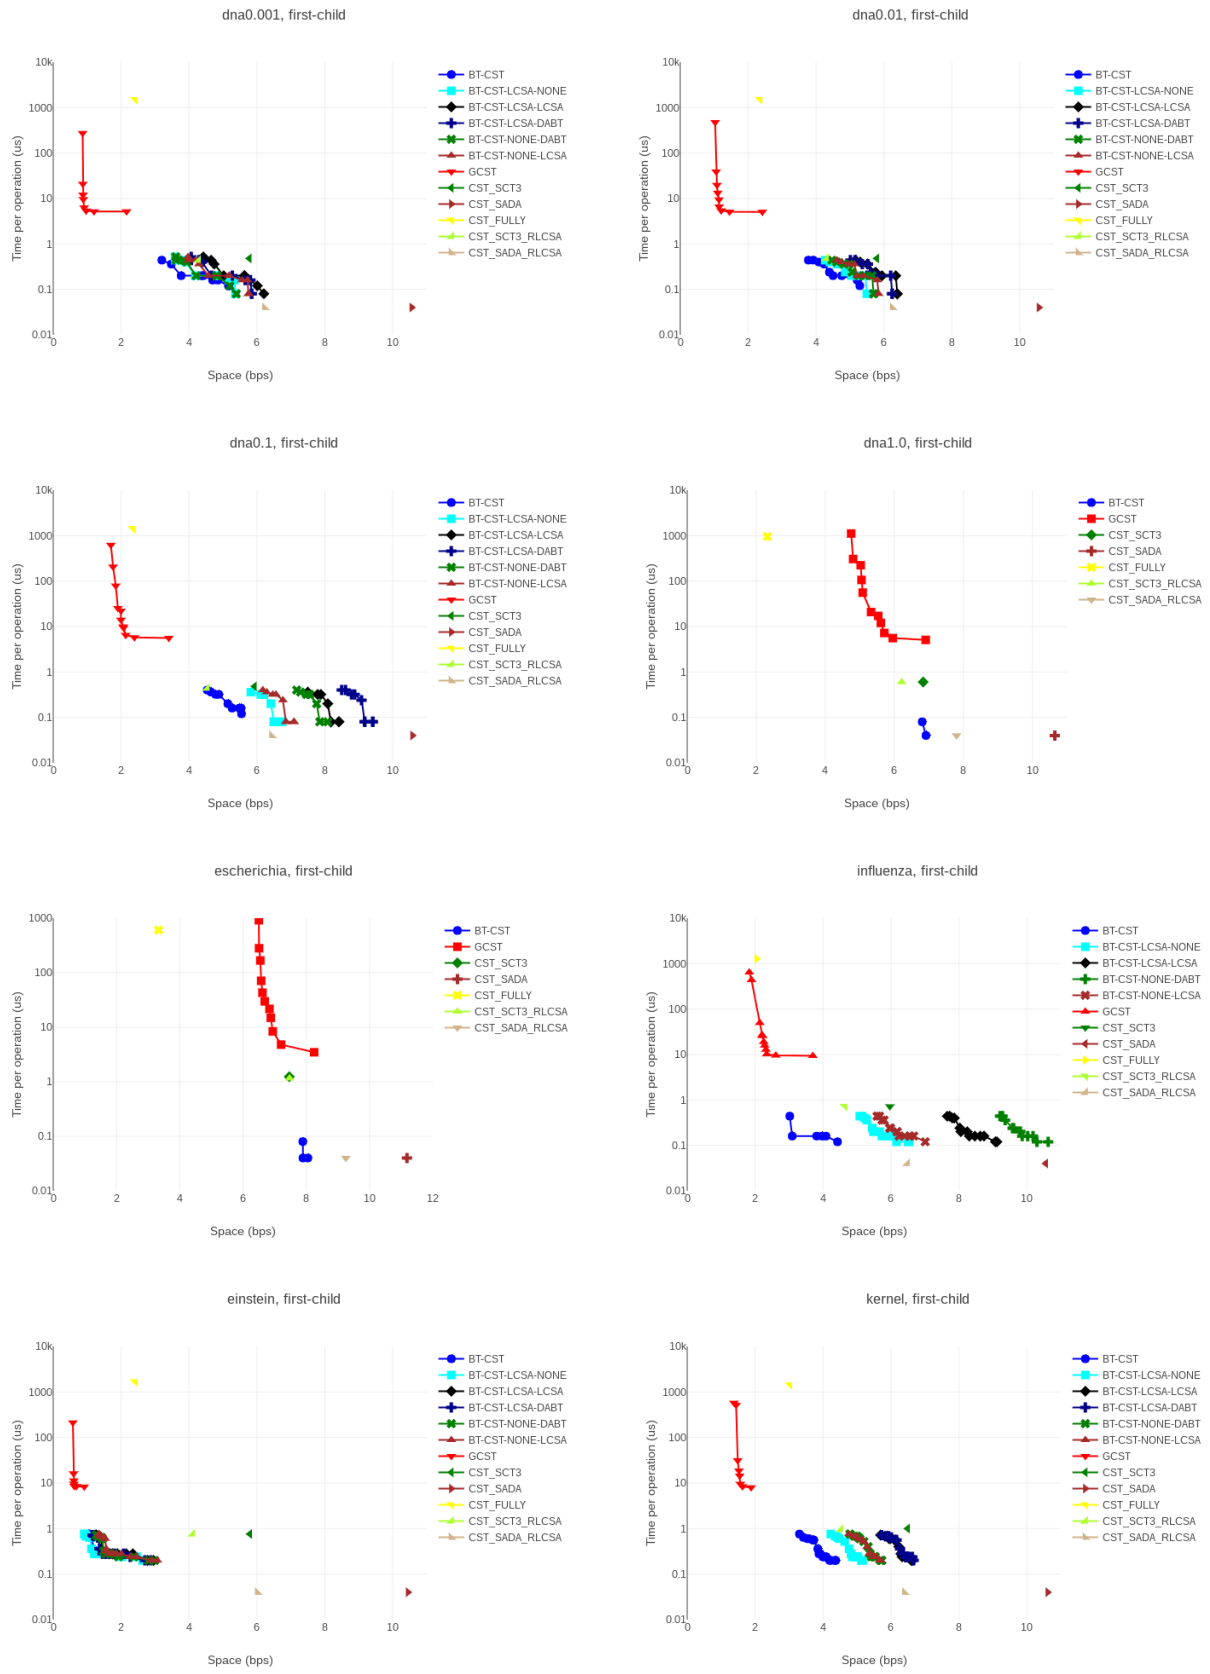 dna0.001, first-child
10k
1000
100
10
1
0.1
0.01
0
2
4
6
8
10
Time per operation (us)
Space (bps)
BT-CST
BT-CST-LCSA-NONE
BT-CST-LCSA-LCSA
BT-CST-LCSA-DABT
BT-CST-NONE-DABT
BT-CST-NONE-LCSA
GCST
CST_SCT3
CST_SADA
CST_FULLY
CST_SCT3_RLCSA
CST_SADA_RLCSA
dna0.01, first-child
10k
1000
100
10
1
0.1
0.01
0
2
4
6
8
10
Time per operation (us)
Space (bps)
BT-CST
BT-CST-LCSA-NONE
BT-CST-LCSA-LCSA
BT-CST-LCSA-DABT
BT-CST-NONE-DABT
BT-CST-NONE-LCSA
GCST
CST_SCT3
CST_SADA
CST_FULLY
CST_SCT3_RLCSA
CST_SADA_RLCSA
dna0.1, first-child
10k
1000
100
10
1
0.1
0.01
0
2
4
6
8
10
Time per operation (us)
Space (bps)
BT-CST
BT-CST-LCSA-NONE
BT-CST-LCSA-LCSA
BT-CST-LCSA-DABT
BT-CST-NONE-DABT
BT-CST-NONE-LCSA
GCST
CST_SCT3
CST_SADA
CST_FULLY
CST_SCT3_RLCSA
CST_SADA_RLCSA
dna1.0, first-child
10k
1000
100
10
1
0.1
0.01
0
2
4
6
8
10
Time per operation (us)
Space (bps)
BT-CST
GCST
CST_SCT3
CST_SADA
CST_FULLY
CST_SCT3_RLCSA
CST_SADA_RLCSA
escherichia, first-child
1000
100
10
1
0.1
0.01
0
2
4
6
8
10
12
Time per operation (us)
Space (bps)
BT-CST
GCST
CST_SCT3
CST_SADA
CST_FULLY
CST_SCT3_RLCSA
CST_SADA_RLCSA
influenza, first-child
10k
1000
100
10
1
0.1
0.01
0
2
4
6
8
10
Time per operation (us)
Space (bps)
BT-CST
BT-CST-LCSA-NONE
BT-CST-LCSA-LCSA
BT-CST-NONE-DABT
BT-CST-NONE-LCSA
GCST
CST_SCT3
CST_SADA
CST_FULLY
CST_SCT3_RLCSA
CST_SADA_RLCSA
einstein, first-child
10k
1000
100
10
1
0.1
0.01
0
2
4
6
8
10
Time per operation (us)
Space (bps)
BT-CST
BT-CST-LCSA-NONE
BT-CST-LCSA-LCSA
BT-CST-LCSA-DABT
BT-CST-NONE-DABT
BT-CST-NONE-LCSA
GCST
CST_SCT3
CST_SADA
CST_FULLY
CST_SCT3_RLCSA
CST_SADA_RLCSA
kernel, first-child
10k
1000
100
10
1
0.1
0.01
0
2
4
6
8
10
Time per operation (us)
Space (bps)
BT-CST
BT-CST-LCSA-NONE
BT-CST-LCSA-LCSA
BT-CST-LCSA-DABT
BT-CST-NONE-DABT
BT-CST-NONE-LCSA
GCST
CST_SCT3
CST_SADA
CST_FULLY
CST_SCT3_RLCSA
CST_SADA_RLCSA